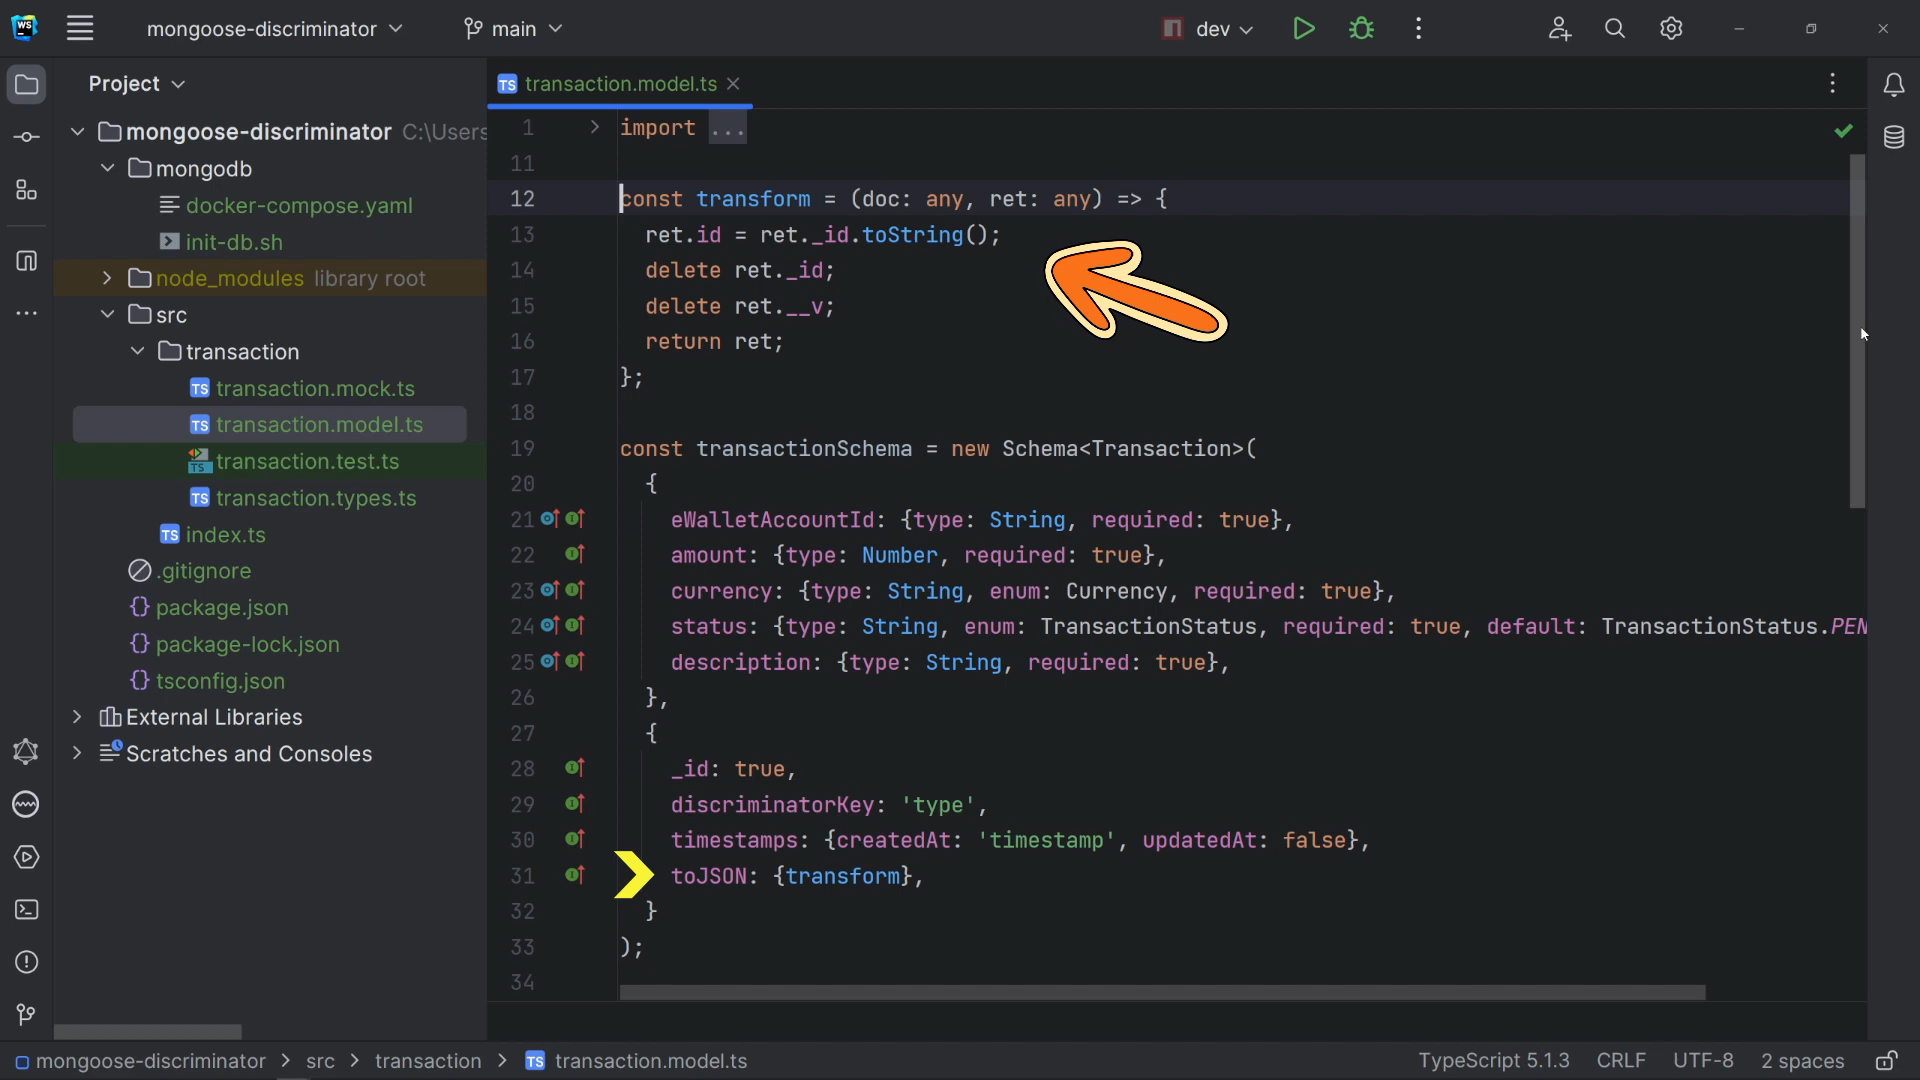 WS
mongoose-discriminator
main
dev
Project
mongoose-discriminator C:\Users
mongodb
docker-compose.yaml
init-db.sh
node_modules library root
src
transaction
TS transaction.mock.ts
TS transaction.model.ts
TS transaction.test.ts
TS transaction.types.ts
TS index.ts
.gitignore
{} package.json
{} package-lock.json
{} tsconfig.json
External Libraries
Scratches and Consoles
TS transaction.model.ts
1 import ...
11
12 const transform = (doc: any, ret: any) => {
13 ret.id = ret._id.toString();
14 delete ret._id;
15 delete ret.__v;
16 return ret;
17 };
18
19 const transactionSchema = new Schema<Transaction>(
20 {
21 eWalletAccountId: {type: String, required: true},
22 amount: {type: Number, required: true},
23 currency: {type: String, enum: Currency, required: true},
24 status: {type: String, enum: TransactionStatus, required: true, default: TransactionStatus.PEN
25 description: {type: String, required: true},
26 },
27 {
28 _id: true,
29 discriminatorKey: 'type',
30 timestamps: {createdAt: 'timestamp', updatedAt: false},
31 toJSON: {transform},
32 }
33 );
34
mongoose-discriminator > src > transaction > TS transaction.model.ts
TypeScript 5.1.3 CRLF UTF-8 2 spaces